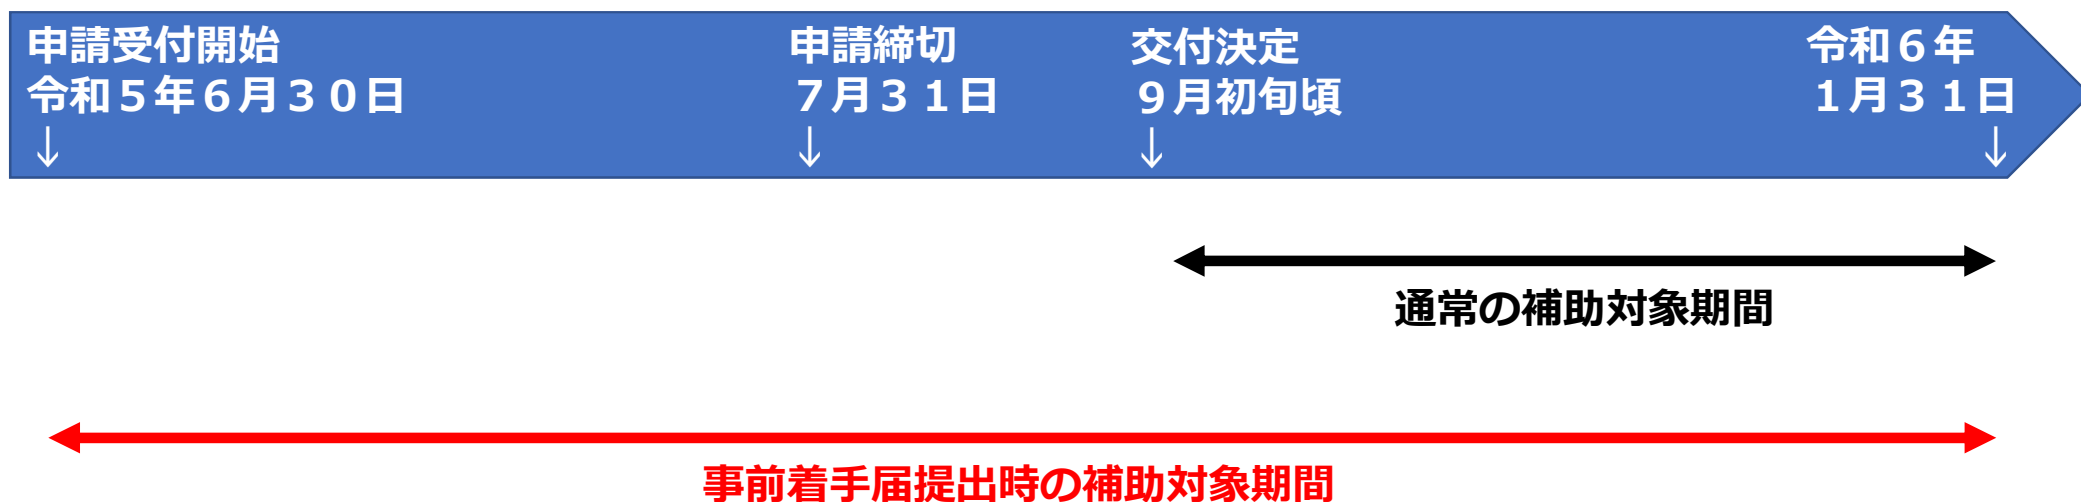 申請受付開始
令和５年６月３０日
↓
申請締切
７月３１日
↓
交付決定
９月初旬頃
↓
令和６年
１月３１日
↓
通常の補助対象期間
事前着手届提出時の補助対象期間